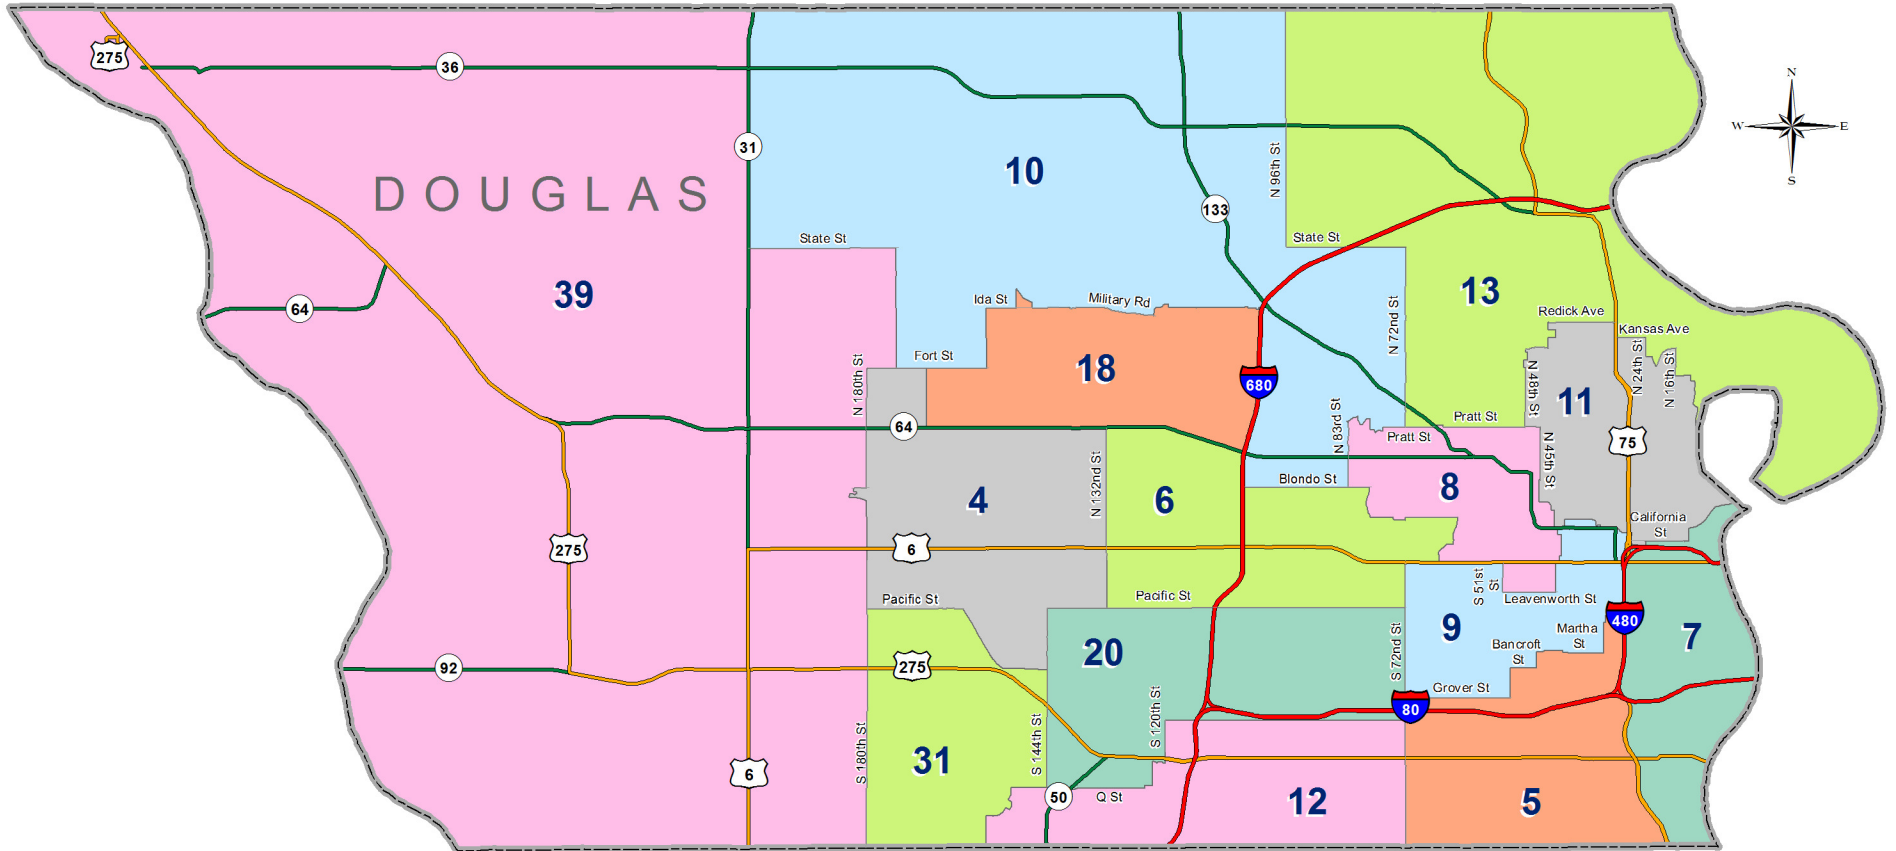 N
W E
S
275
36
31
DOUGLAS
10
133
N 96th St
State St
State St
39
64
13
Ida St
Military Rd
Redick Ave
Kansas Ave
N 72nd St
Fort St
18
680
N 180th St
N 48th St
11
N 24th St
N 16th St
64
N 83rd St
Pratt St
Pratt St
75
N 45th St
N 132nd St
Blondo St
4
6
8
California
St
275
6
S 51st
St
Pacific St
Pacific St
Leavenworth St
480
9
Martha
St
Bancroft
St
7
20
S 72nd St
92
275
Grover St
80
S 120th St
S 180th St
S 144th St
31
6
50
Q St
12
5